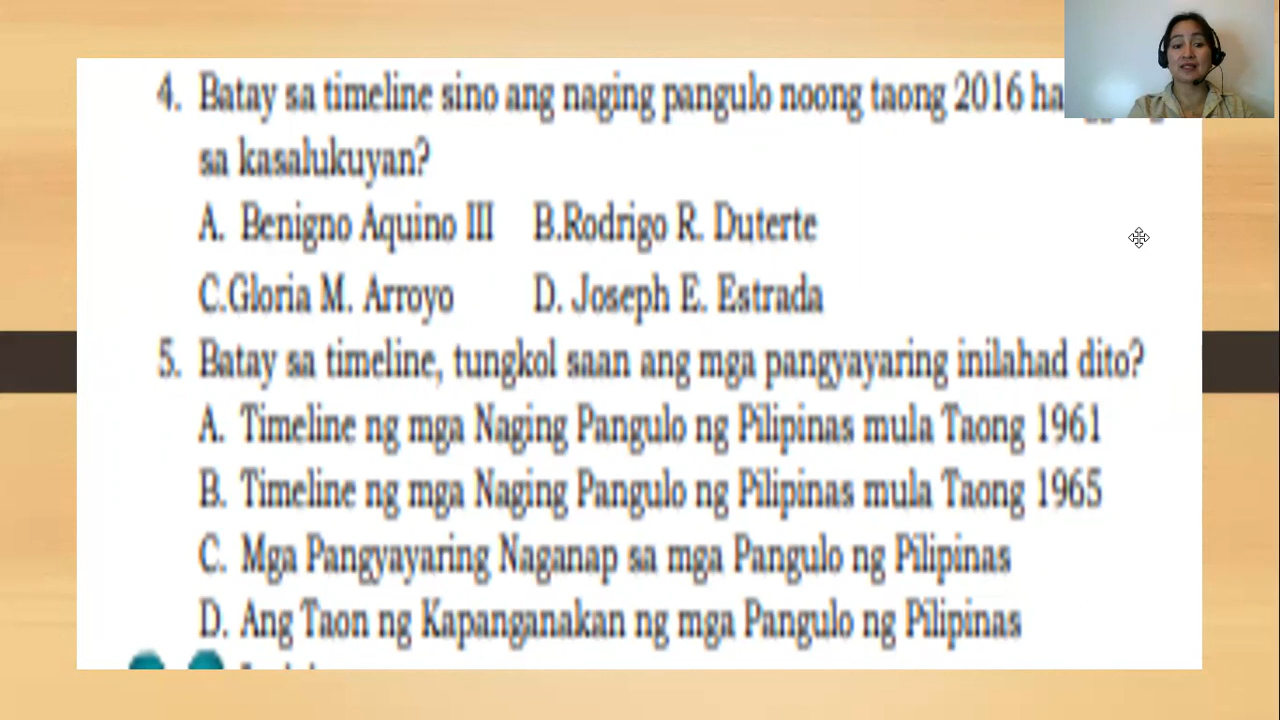 4. Batay sa timeline sino ang naging pangulo noong taong 2016
sa kasalukuyan?
A. Benigno Aquino III B.Rodrigo R. Duterte
C.Gloria M. Arroyo D. Joseph E. Estrada
5. Batay sa timeline, tungkol saan ang mga pangyayaring inilahad dito?
A. Timeline ng mga Naging Pangulo ng Pilipinas mula Taong 1961
B. Timeline ng mga Naging Pangulo ng Pilipinas mula Taong 1965
C. Mga Pangyayaring Naganap sa mga Pangulo ng Pilipinas
D. Ang Taon ng Kapanganakan ng mga Pangulo ng Pilipinas